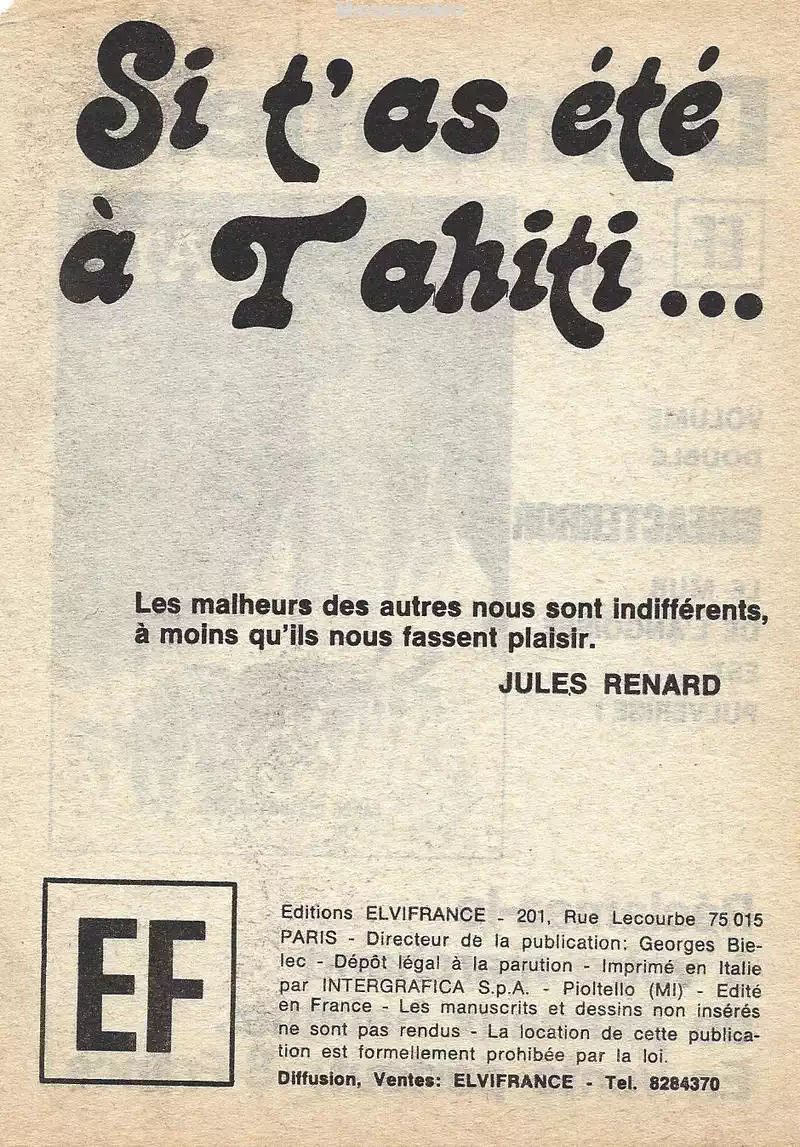 Si t'as été
à Tahiti...
VOLUME
DOUBLE
Les malheurs des autres nous sont indifférents,
à moins qu'ils nous fassent plaisir.
JULES RENARD
EF
Editions ELVIFRANCE - 201, Rue Lecourbe 75 015
PARIS - Directeur de la publication: Georges Bie-
lec - Dépôt légal à la parution - Imprimé en Italie
par INTERGRAFICA S.p.A. - Pioltello (MI) - Edité
en France - Les manuscrits et dessins non insérés
ne sont pas rendus - La location de cette publica-
tion est formellement prohibée par la loi.
Diffusion, Ventes: ELVIFRANCE - Tel. 8284370